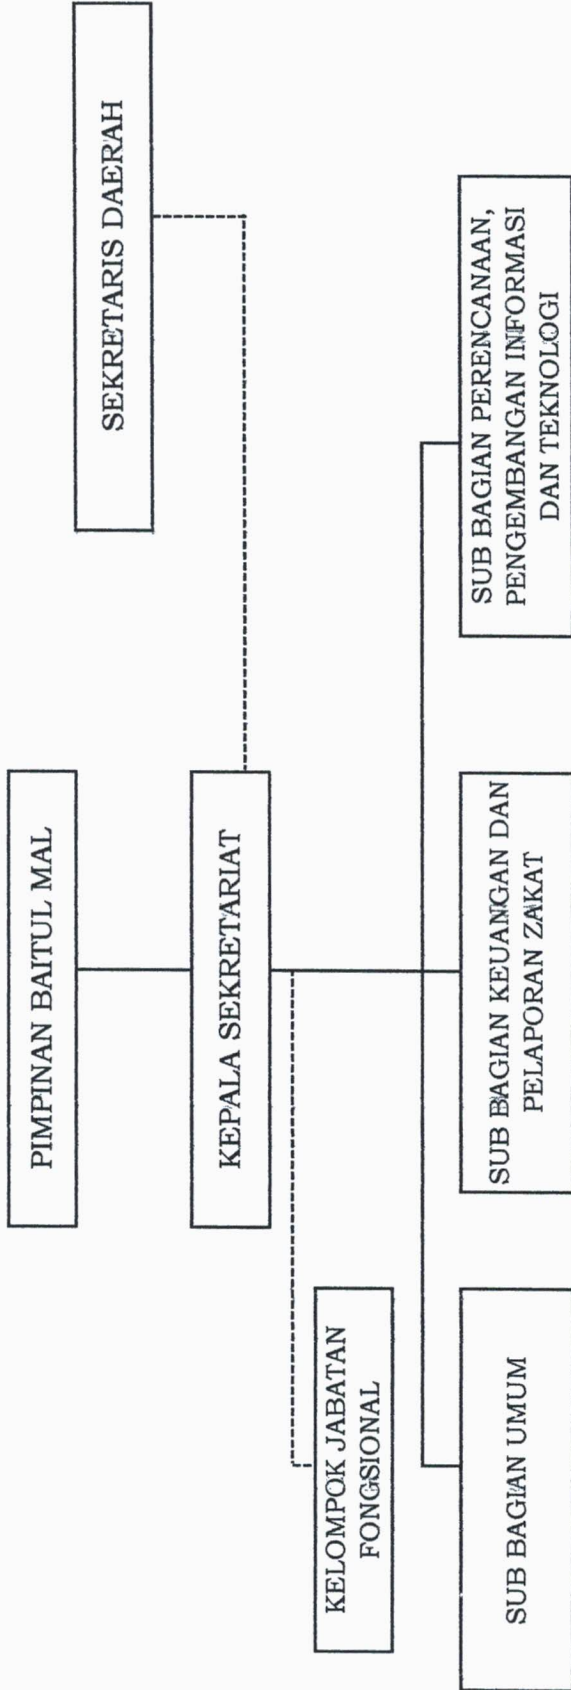 PIMPINAN BAITUL MAL
SEKRETARIS DAERAH
KEPALA SEKRETARIAT
KELOMPOK JABATAN
FONGSIONAL
SUB BAGIAN UMUM
SUB BAGIAN KEUANGAN DAN
PELAPORAN ZAKAT
SUB BAGIAN PERENCANAAN,
PENGEMBANGAN INFORMASI
DAN TEKNOLOGI